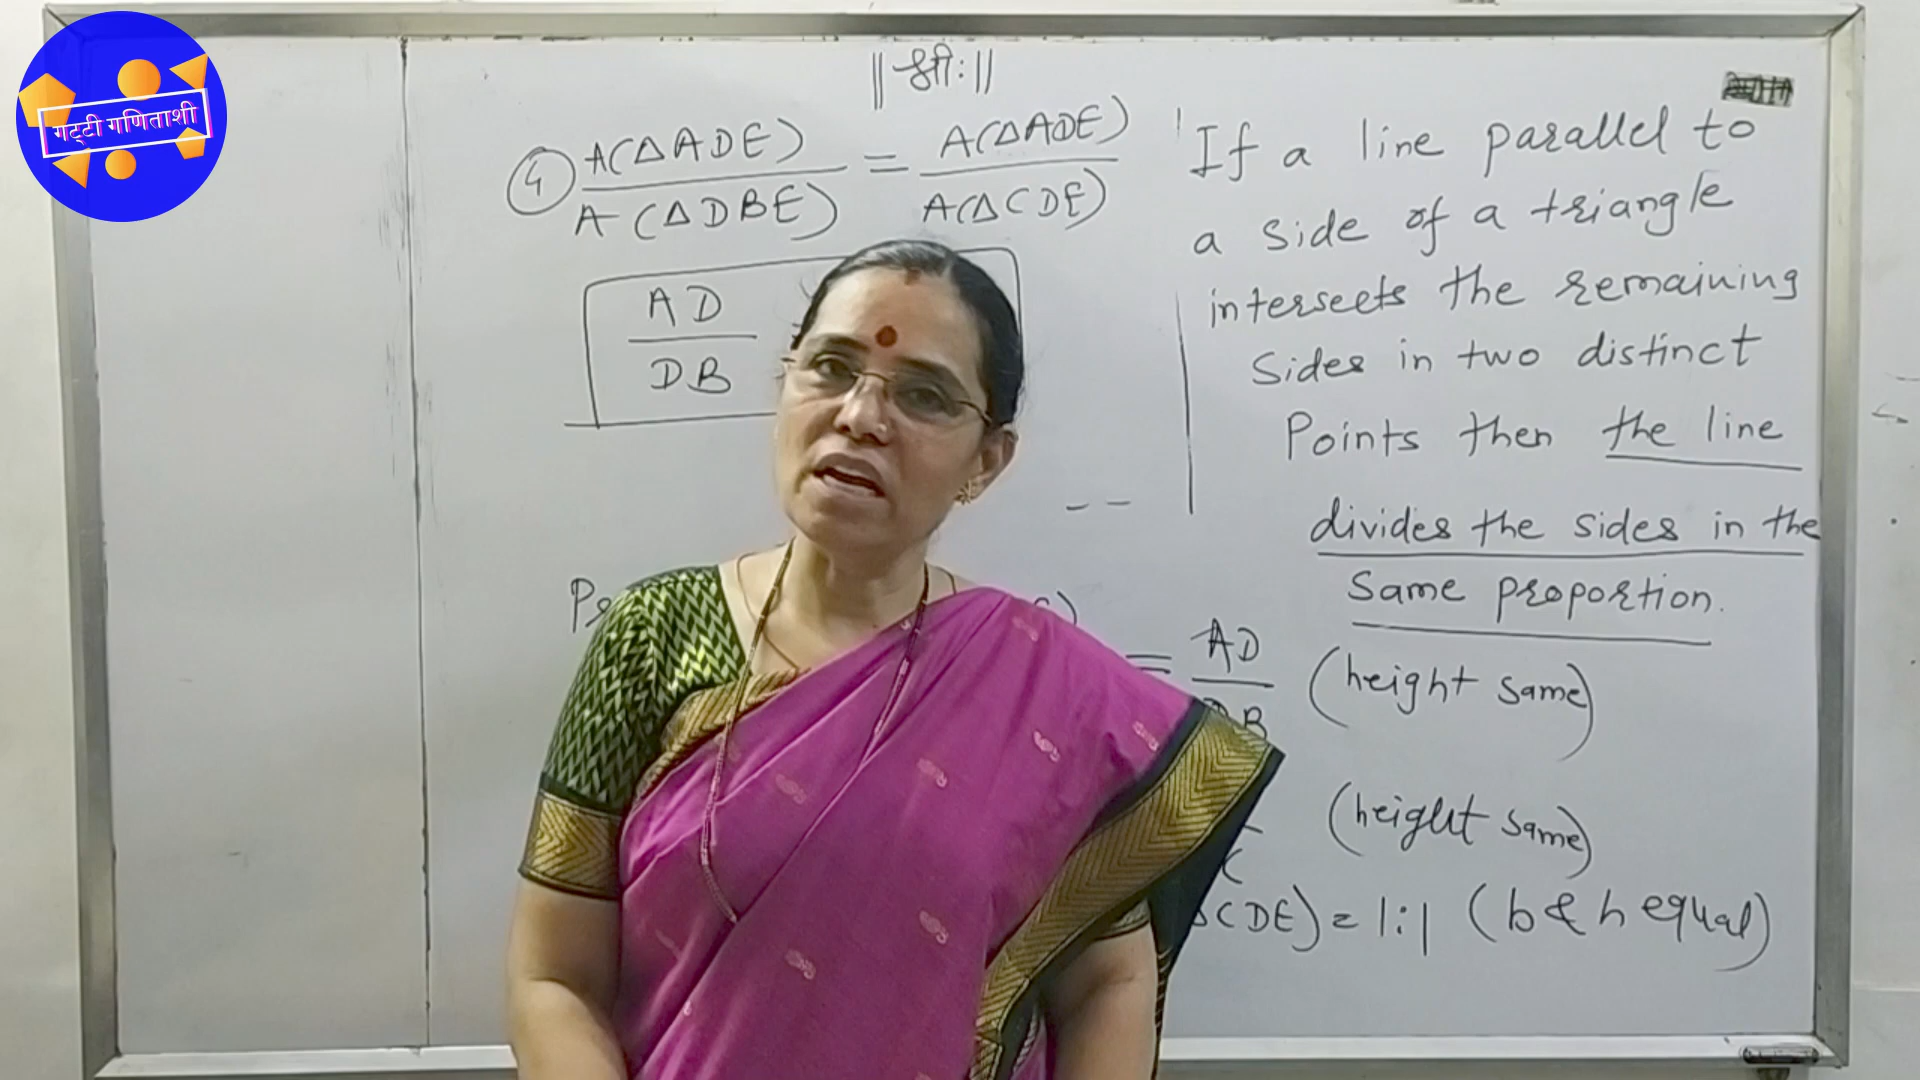 गट्टी गणिताशी
|| श्रीः ||
④ A(△ADE) / A(△DBE) = A(△ADE) / A(△CDE)
AD
DB
If a line parallel to
a side of a triangle
intersects the remaining
sides in two distinct
Points then the line
divides the sides in the
same proportion.
= AD (height same)
DB
(height same)
C
△CDE) = 1:1 (b & h equal)